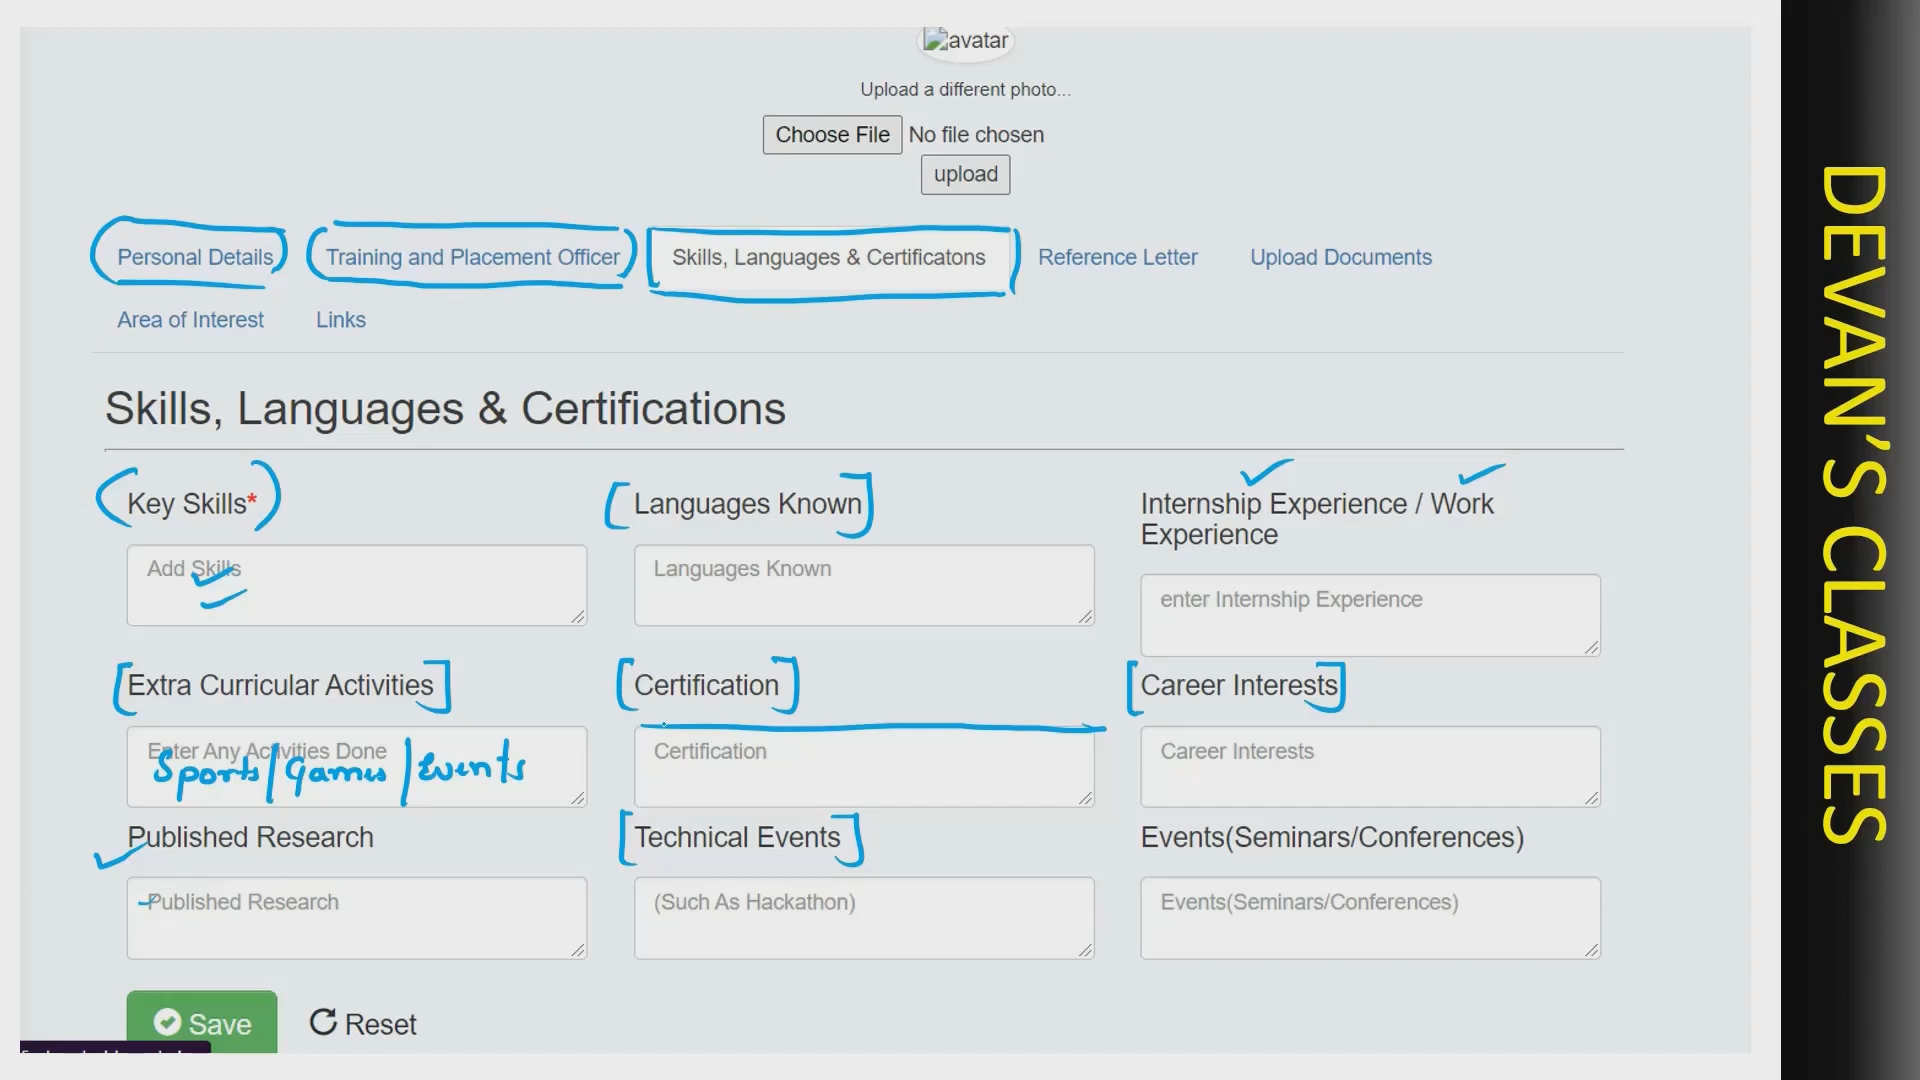 avatar
Upload a different photo...
Choose File No file chosen
upload
Personal Details Training and Placement Officer Skills, Languages & Certificatons Reference Letter Upload Documents
Area of Interest Links
Skills, Languages & Certifications
Key Skills*
Add Skills
Languages Known
Languages Known
Internship Experience / Work
Experience
enter Internship Experience
Extra Curricular Activities
Enter Any Activities Done
Sports/Games/Events
Certification
Certification
Career Interests
Career Interests
Published Research
Published Research
Technical Events
(Such As Hackathon)
Events(Seminars/Conferences)
Events(Seminars/Conferences)
Save Reset
DEVAN'S CLASSES